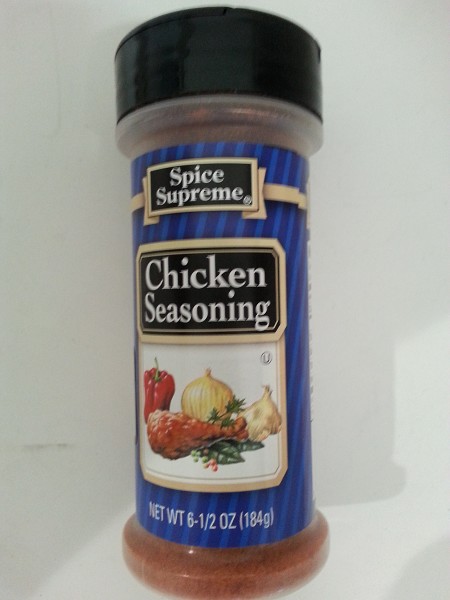 Spice
Supreme®
Chicken
Seasoning
U
NET WT 6-1/2 OZ (184g)